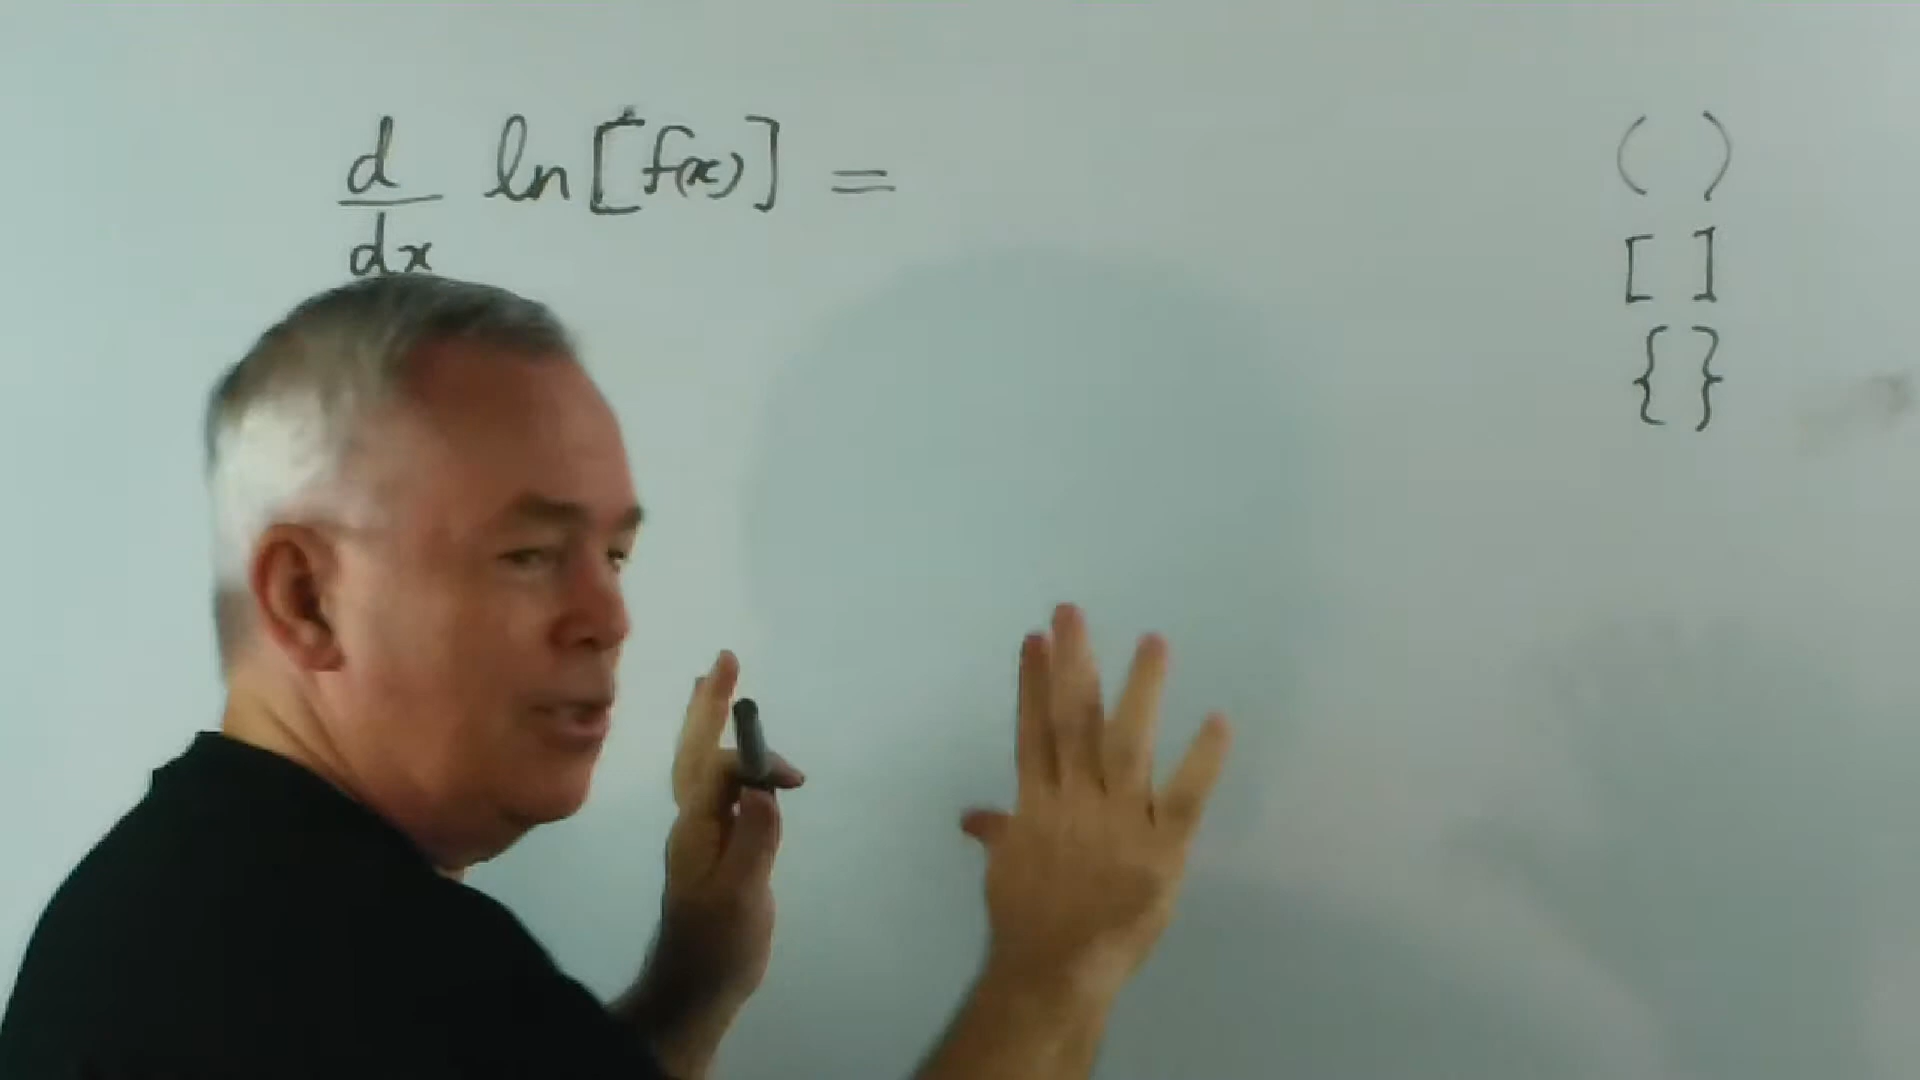 d/dx ln[f(x)] =
( )
[ ]
{ }